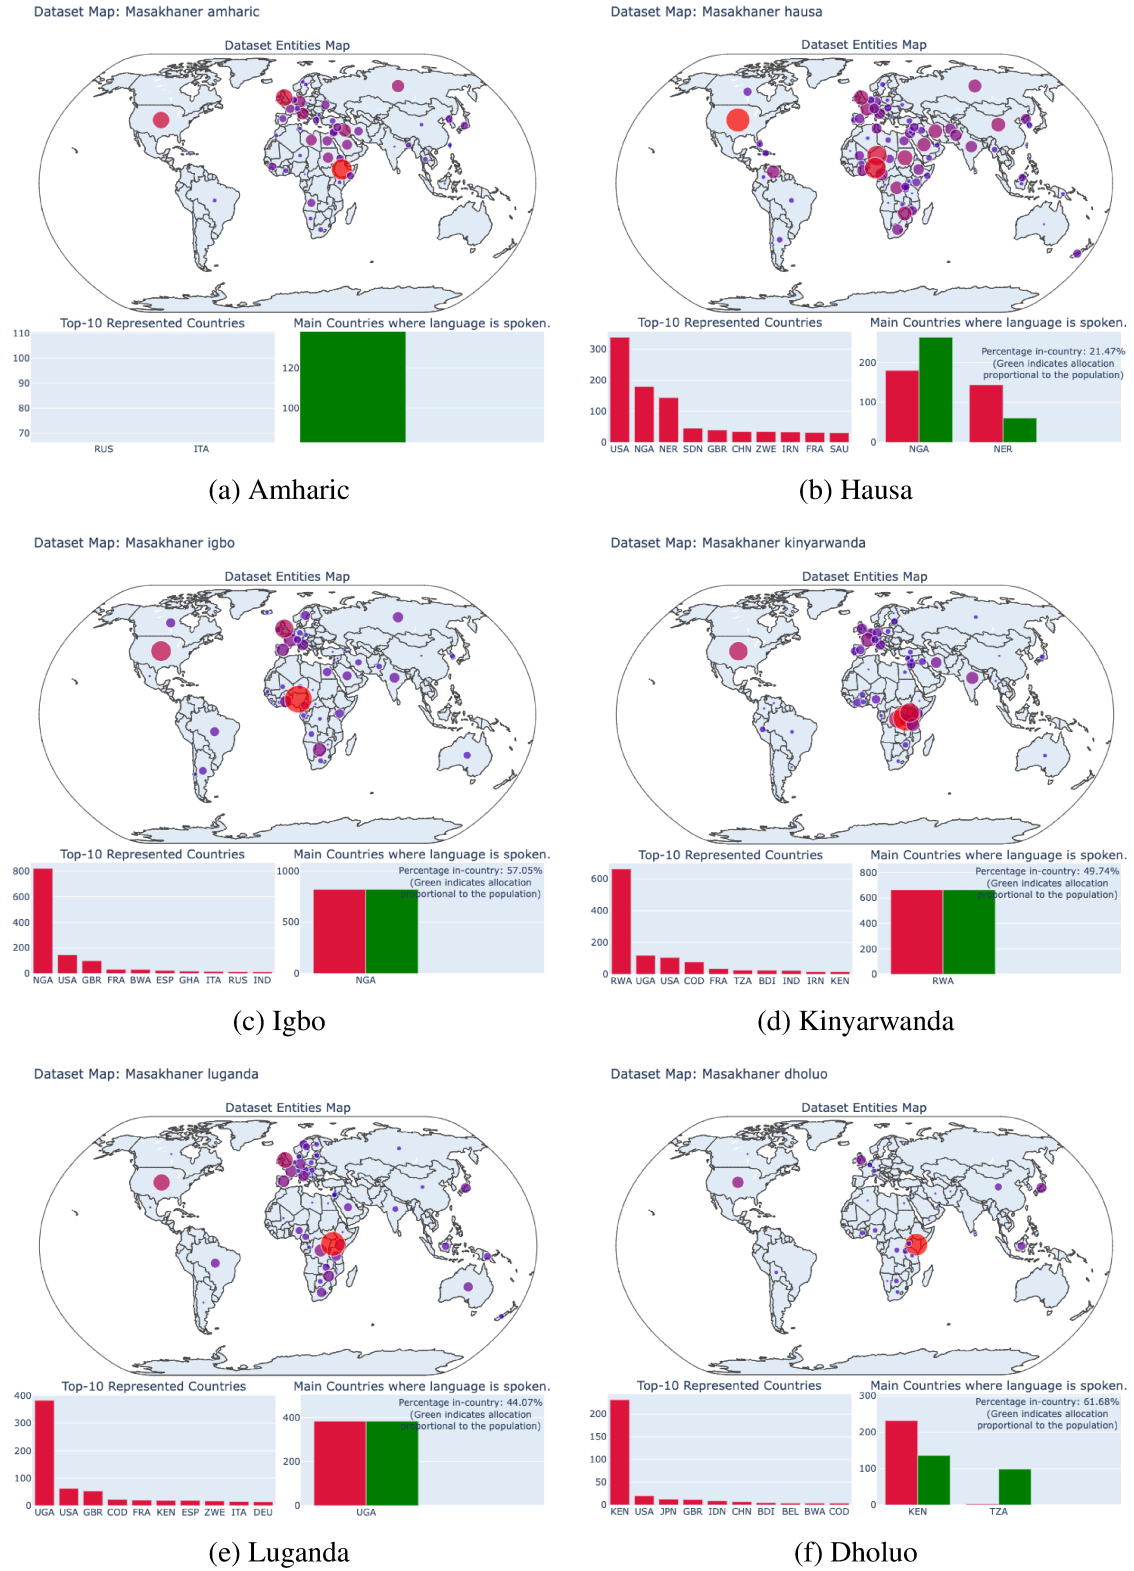 Dataset Map: Masakhaner amharic
Dataset Entities Map
Top-10 Represented Countries
110
100
90
80
70
RUS ITA
Main Countries where language is spoken.
120
100
(a) Amharic
Dataset Map: Masakhaner hausa
Dataset Entities Map
Top-10 Represented Countries
300
200
100
0
USA NGA NER SDN GBR CHN ZWE IRN FRA SAU
Main Countries where language is spoken.
Percentage in-country: 21.47%
(Green indicates allocation
proportional to the population)
200
100
0
NGA NER
(b) Hausa
Dataset Map: Masakhaner igbo
Dataset Entities Map
Top-10 Represented Countries
800
600
400
200
0
NGA USA GBR FRA BWA ESP GHA ITA RUS IND
Main Countries where language is spoken.
Percentage in-country: 57.05%
(Green indicates allocation
proportional to the population)
1000
500
0
NGA
(c) Igbo
Dataset Map: Masakhaner kinyarwanda
Dataset Entities Map
Top-10 Represented Countries
600
400
200
0
RWA UGA USA COD FRA TZA BDI IND IRN KEN
Main Countries where language is spoken.
Percentage in-country: 49.74%
(Green indicates allocation
proportional to the population)
800
600
400
200
0
RWA
(d) Kinyarwanda
Dataset Map: Masakhaner luganda
Dataset Entities Map
Top-10 Represented Countries
400
300
200
100
0
UGA USA GBR COD FRA KEN ESP ZWE ITA DEU
Main Countries where language is spoken.
Percentage in-country: 44.07%
(Green indicates allocation
proportional to the population)
400
200
0
UGA
(e) Luganda
Dataset Map: Masakhaner dholuo
Dataset Entities Map
Top-10 Represented Countries
200
150
100
50
0
KEN USA JPN GBR IDN CHN BDI BEL BWA COD
Main Countries where language is spoken.
Percentage in-country: 61.68%
(Green indicates allocation
proportional to the population)
300
200
100
0
KEN TZA
(f) Dholuo